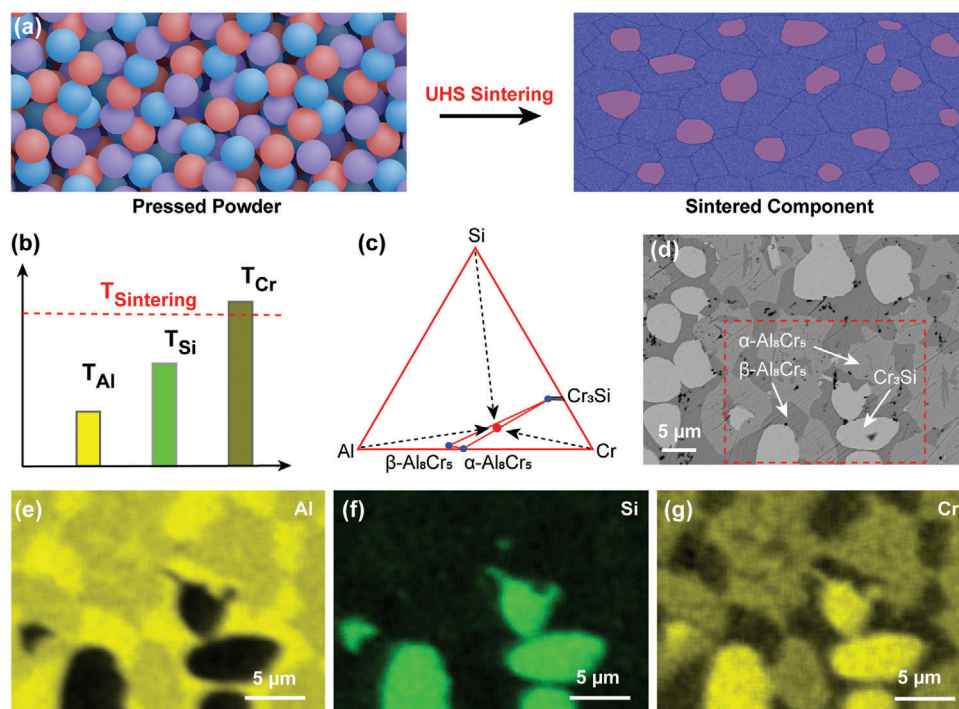 (a)
UHS Sintering
Pressed Powder
Sintered Component
(b)
T_Sintering
T_Al
T_Si
T_Cr
(c)
Si
Cr₃Si
Al
Cr
β-Al₈Cr₅
α-Al₈Cr₅
(d)
α-Al₈Cr₅
β-Al₈Cr₅
Cr₃Si
5 μm
(e)
Al
5 μm
(f)
Si
5 μm
(g)
Cr
5 μm